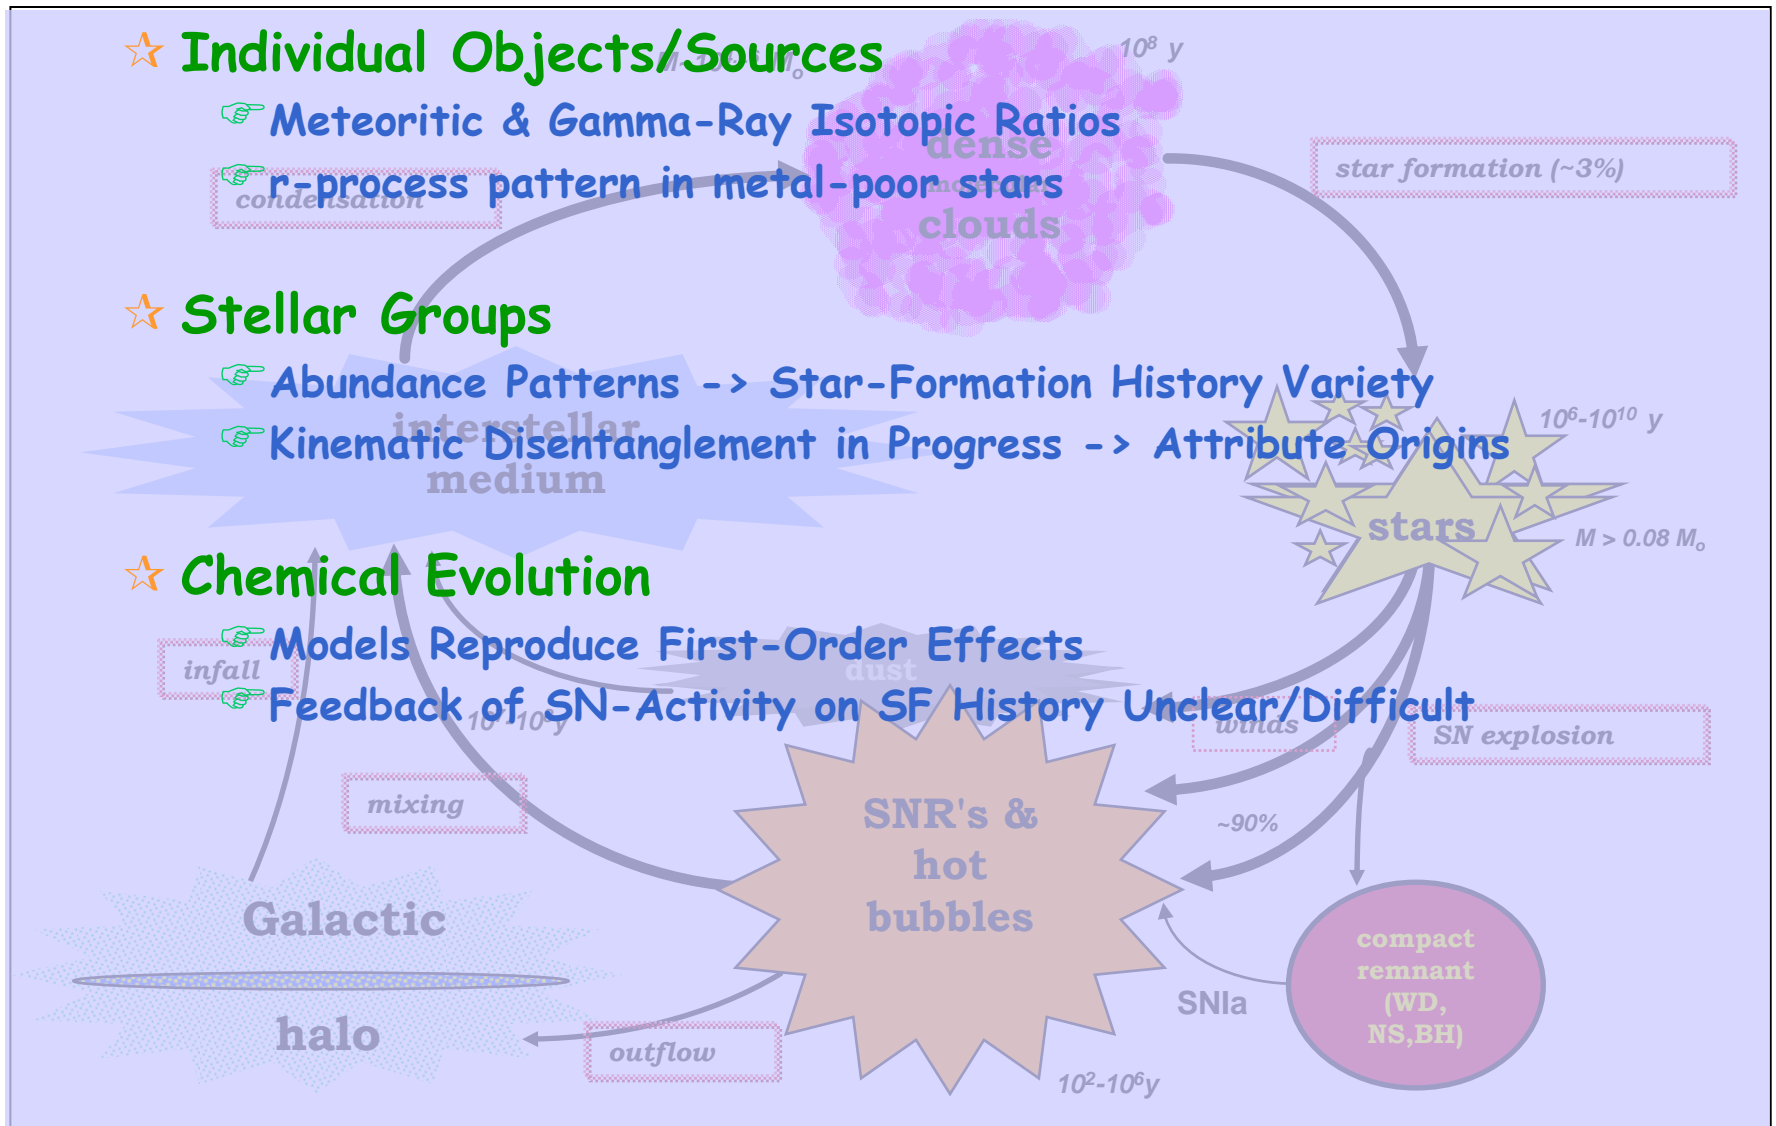 Individual Objects/Sources
10⁸ y
Meteoritic & Gamma-Ray Isotopic Ratios
dense
star formation (~3%)
r-process pattern in metal-poor stars
condensation
molecular
clouds
Stellar Groups
Abundance Patterns -> Star-Formation History Variety
10⁶-10¹⁰ y
interstellar
Kinematic Disentanglement in Progress -> Attribute Origins
medium
stars
M > 0.08 Mₒ
Chemical Evolution
Models Reproduce First-Order Effects
infall
dust
Feedback of SN-Activity on SF History Unclear/Difficult
winds
SN explosion
mixing
SNR's &
~90%
hot
bubbles
Galactic
compact
remnant
(WD,
NS,BH)
SNIa
halo
outflow
10²-10⁶y